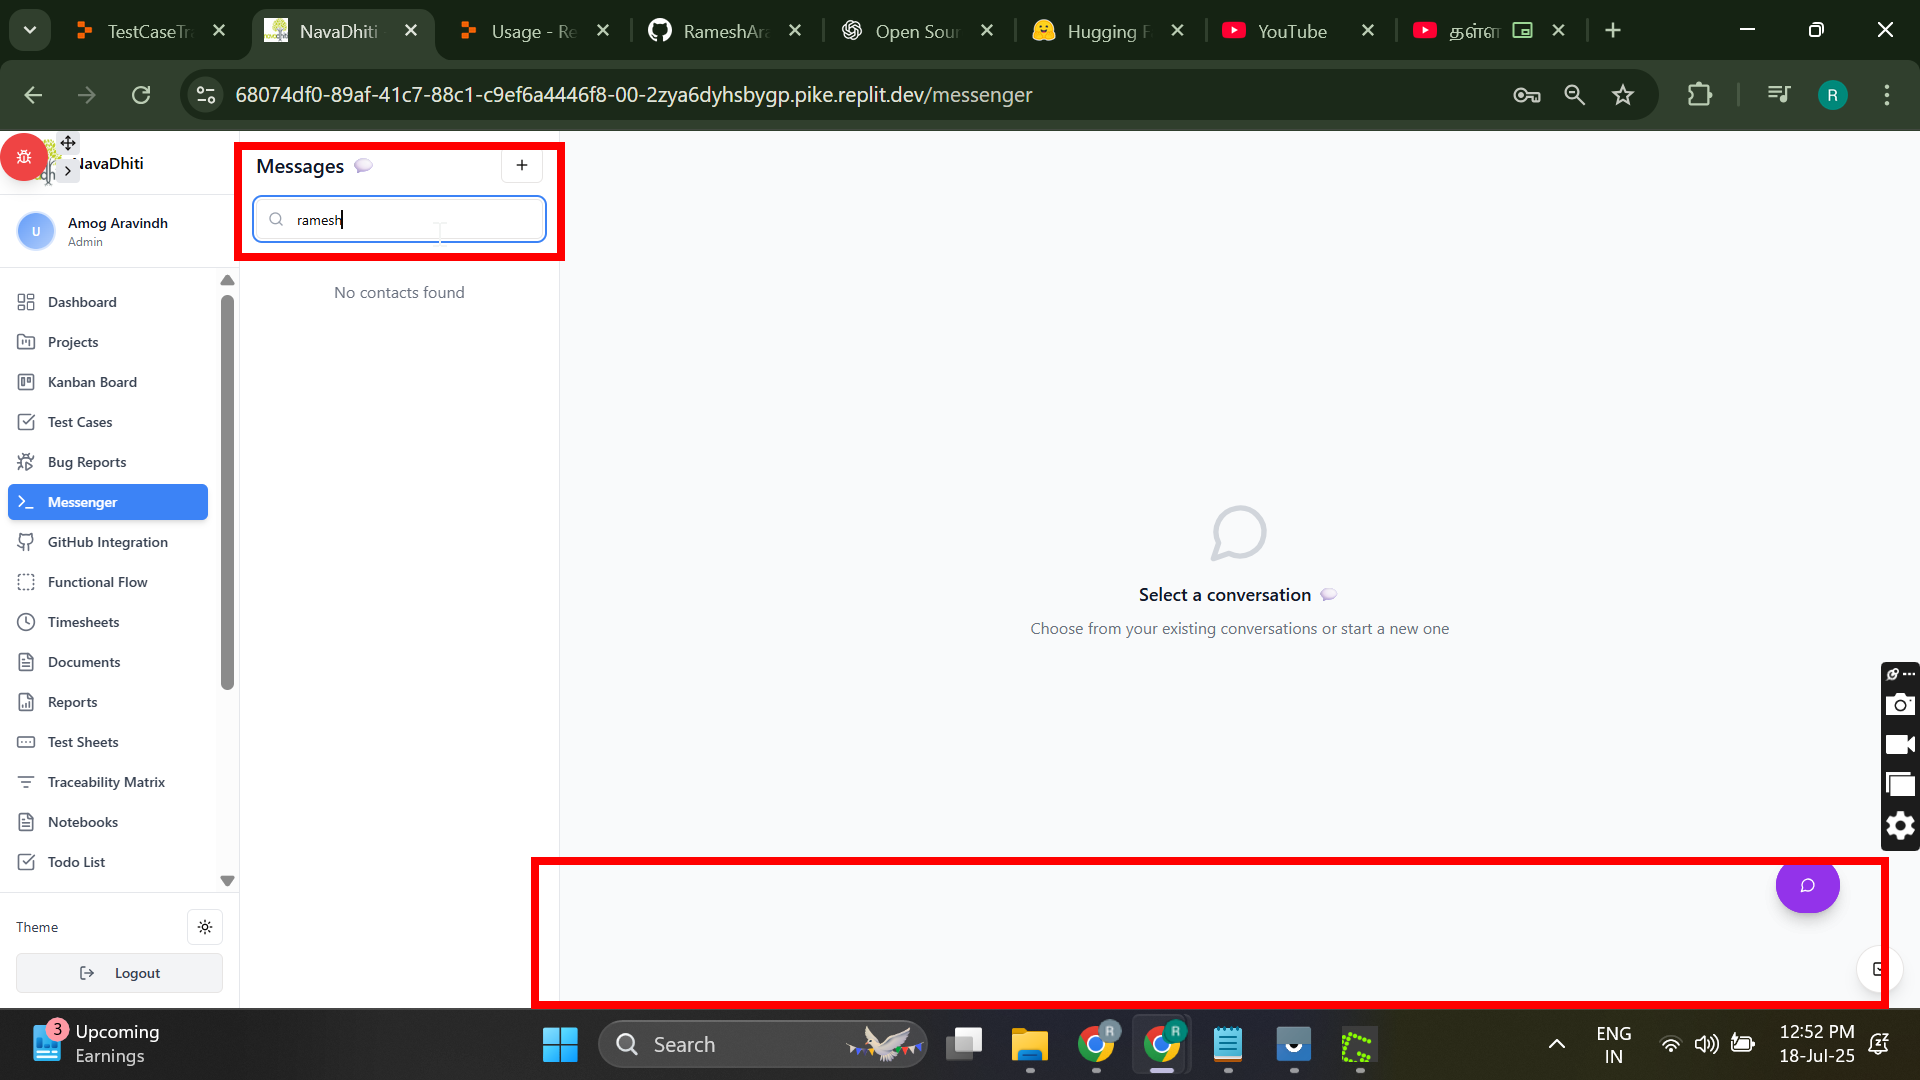 TestCaseTra
NavaDhiti
Usage - Re
RameshAra
Open Sour
Hugging F
YouTube
தள்ள
68074df0-89af-41c7-88c1-c9ef6a4446f8-00-2zya6dyhsbygp.pike.replit.dev/messenger
R
NavaDhiti
U
Amog Aravindh
Admin
Dashboard
Projects
Kanban Board
Test Cases
Bug Reports
Messenger
GitHub Integration
Functional Flow
Timesheets
Documents
Reports
Test Sheets
Traceability Matrix
Notebooks
Todo List
Theme
Logout
Messages
ramesh
No contacts found
Select a conversation
Choose from your existing conversations or start a new one
3
Upcoming
Earnings
Search
R
R
ENG
IN
12:52 PM
18-Jul-25